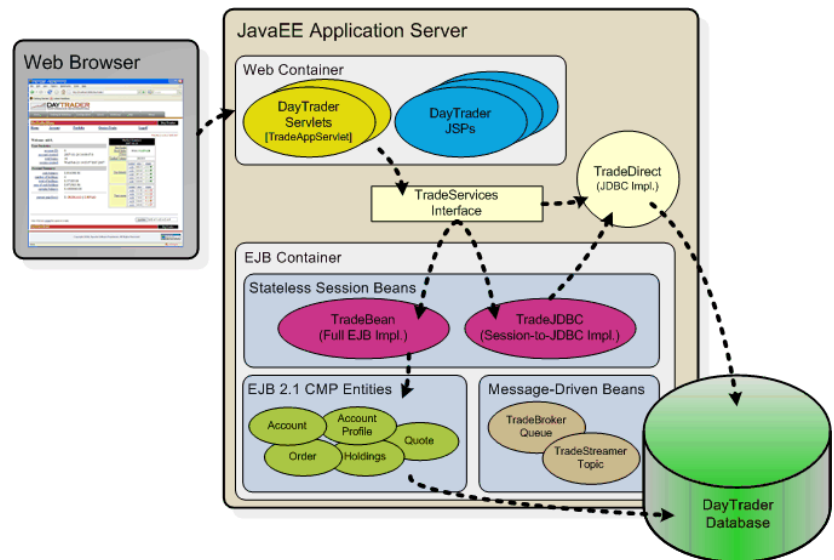 JavaEE Application Server
Web Browser
DAYTRADER
Web Container
DayTrader
Servlets
[TradeAppServlet]
DayTrader
JSPs
TradeServices
Interface
TradeDirect
(JDBC Impl.)
EJB Container
Stateless Session Beans
TradeBean
(Full EJB Impl.)
TradeJDBC
(Session-to-JDBC Impl.)
EJB 2.1 CMP Entities
Account
Account
Profile
Quote
Order
Holdings
Message-Driven Beans
TradeBroker
Queue
TradeStreamer
Topic
DayTrader
Database